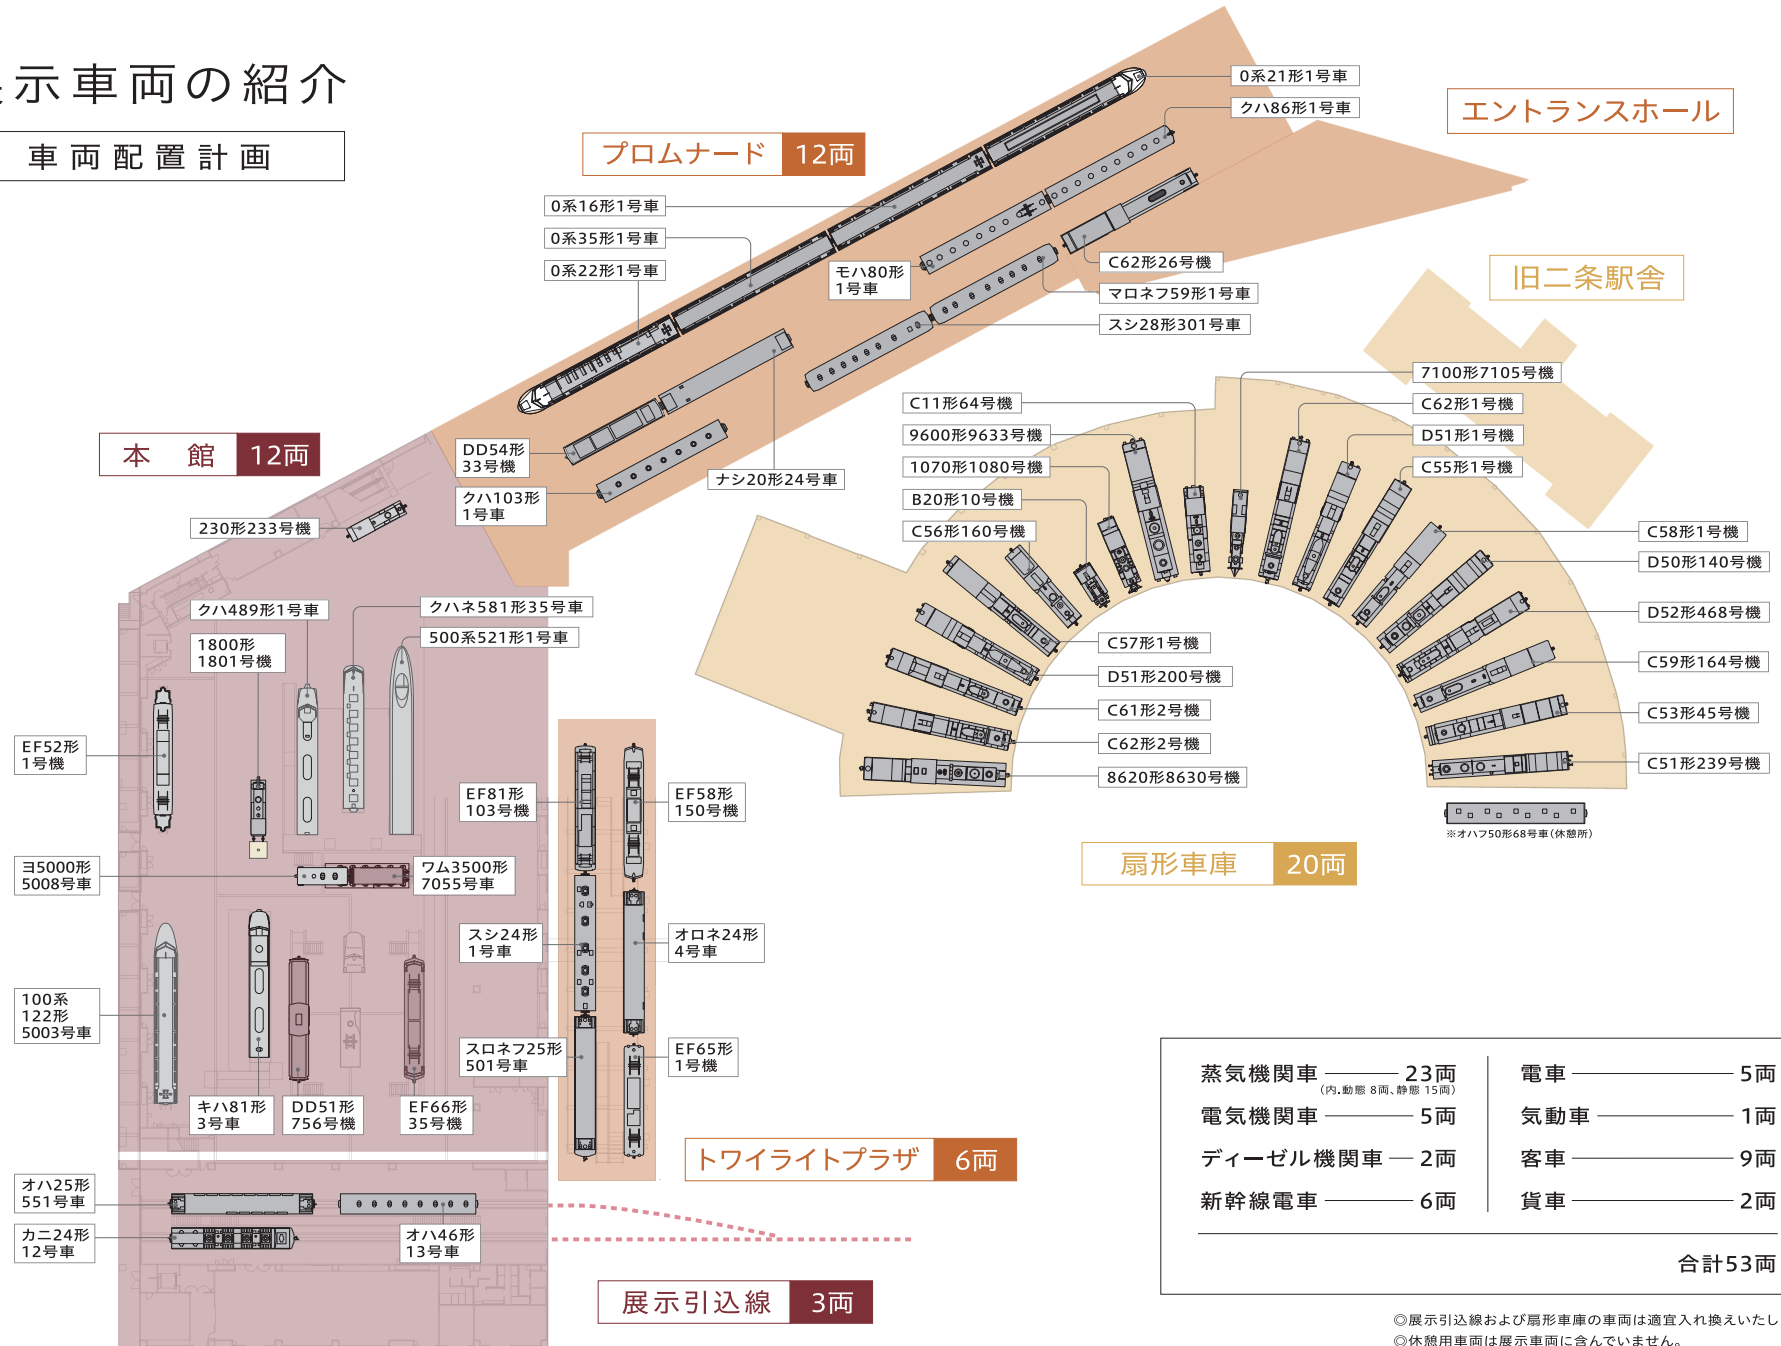 示車両の紹介
車両配置計画
プロムナード 12両
エントランスホール
0系21形1号車
クハ86形1号車
0系16形1号車
0系35形1号車
0系22形1号車
モハ80形
1号車
C62形26号機
マロネフ59形1号車
スシ28形301号車
旧二条駅舎
DD54形
33号機
クハ103形
1号車
ナシ20形24号車
本館 12両
230形233号機
クハ489形1号車
1800形
1801号機
クハネ581形35号車
500系521形1号車
EF52形
1号機
ヨ5000形
5008号車
ワム3500形
7055号車
100系
122形
5003号車
キハ81形
3号車
DD51形
756号機
EF66形
35号機
EF81形
103号機
EF58形
150号機
スシ24形
1号車
オロネ24形
4号車
スロネフ25形
501号車
EF65形
1号機
トワイライトプラザ 6両
オハ25形
551号車
カニ24形
12号車
オハ46形
13号車
展示引込線 3両
7100形7105号機
C11形64号機
C62形1号機
9600形9633号機
D51形1号機
1070形1080号機
C55形1号機
B20形10号機
C56形160号機
C58形1号機
D50形140号機
D52形468号機
C57形1号機
C59形164号機
D51形200号機
C61形2号機
C53形45号機
C62形2号機
C51形239号機
8620形8630号機
※オハフ50形68号車(休憩所)
扇形車庫 20両
蒸気機関車 23両
(内、動態 8両、静態 15両)
電気機関車 5両
ディーゼル機関車 2両
新幹線電車 6両
電車 5両
気動車 1両
客車 9両
貨車 2両
合計53両
◎展示引込線および扇形車庫の車両は適宜入れ換えいたし
◎休憩用車両は展示車両に含んでいません。